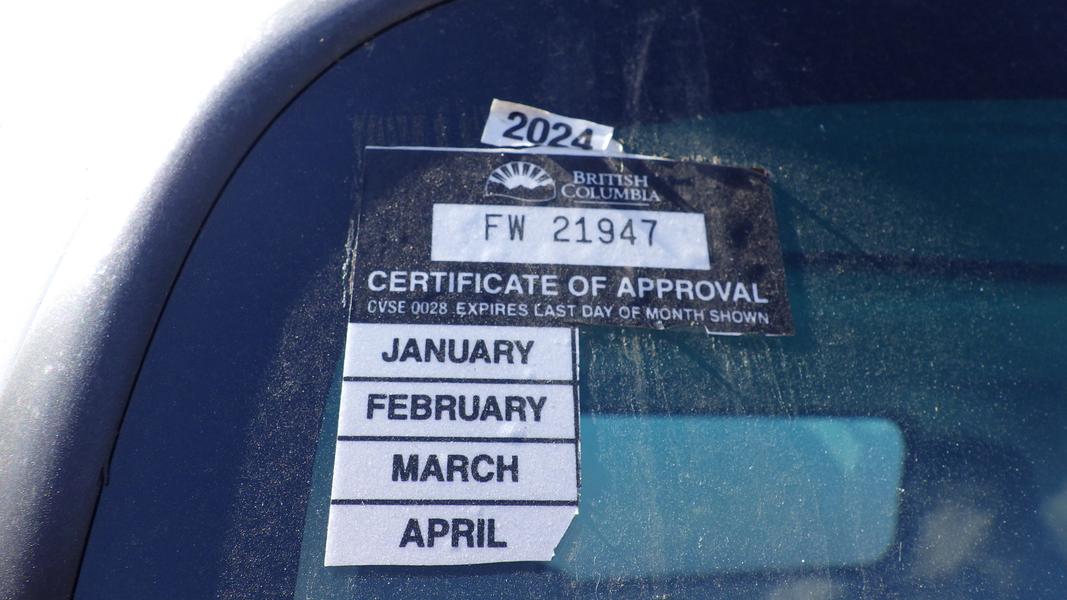 2024
BRITISH
COLUMBIA
FW 21947
CERTIFICATE OF APPROVAL
CVSE 0028 EXPIRES LAST DAY OF MONTH SHOWN
JANUARY
FEBRUARY
MARCH
APRIL